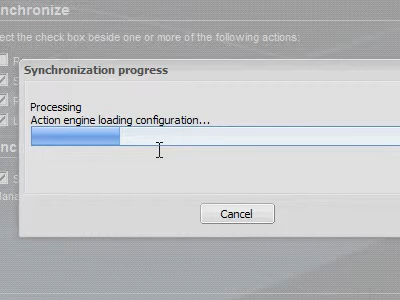 nchronize
ect the check box beside one or more of the following actions:
Synchronization progress
Processing
Action engine loading configuration...
Cancel